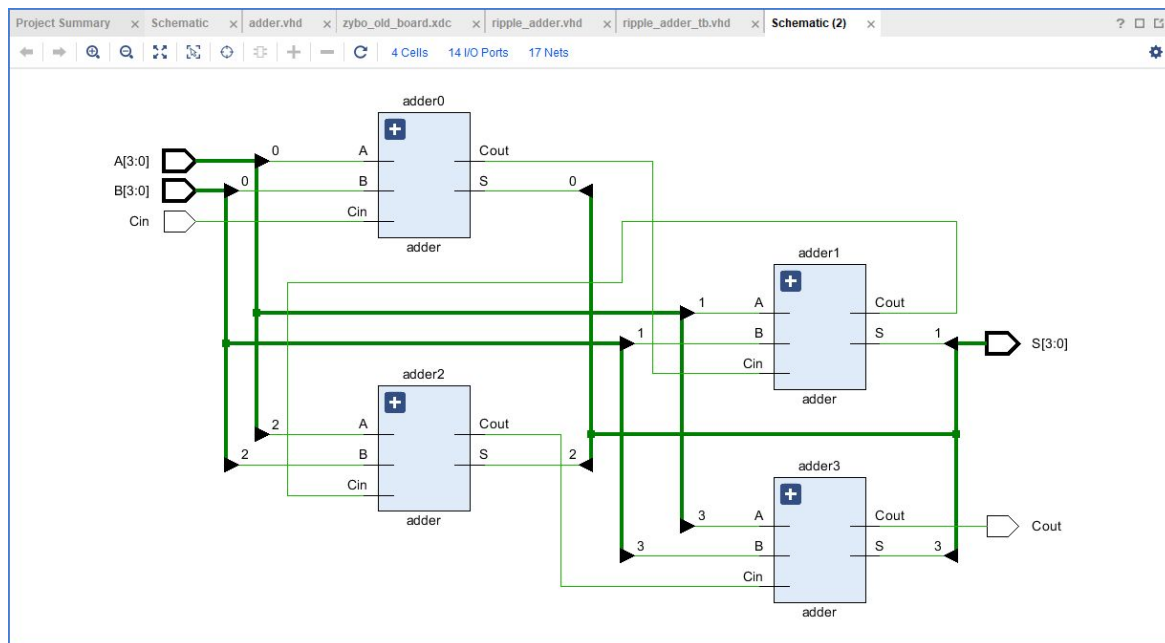 Project Summary × Schematic × adder.vhd × zybo_old_board.xdc × ripple_adder.vhd × ripple_adder_tb.vhd × Schematic (2) × ?
4 Cells 14 I/O Ports 17 Nets
adder0
A[3:0] 0 A Cout
B[3:0] 0 B S 0
Cin Cin
adder
adder1
1 A Cout
1 B S 1 S[3:0]
Cin
adder
adder2
2 A Cout
2 B S 2
Cin
adder
adder3
3 A Cout Cout
3 B S 3
Cin
adder